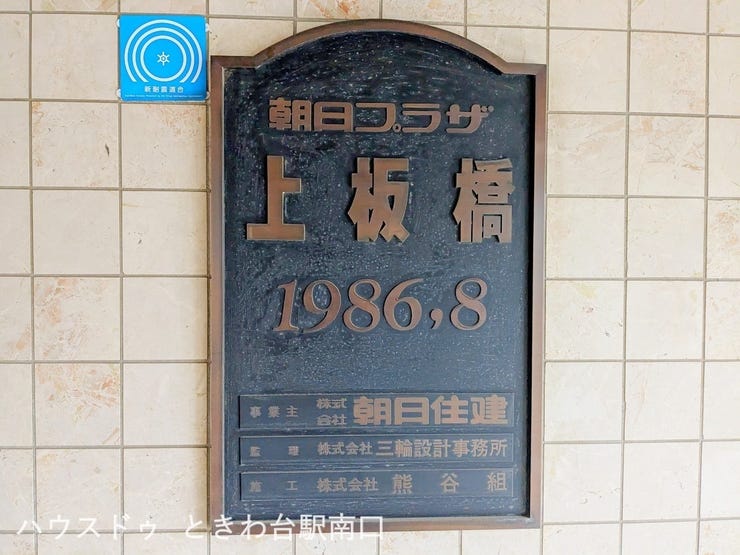 新耐震適合
朝日プラザ
上板橋
1986,8
事業主 株式会社 朝日住建
監理 株式会社 三輪設計事務所
施工 株式会社 熊谷組
ハウスドゥ ときわ台駅南口